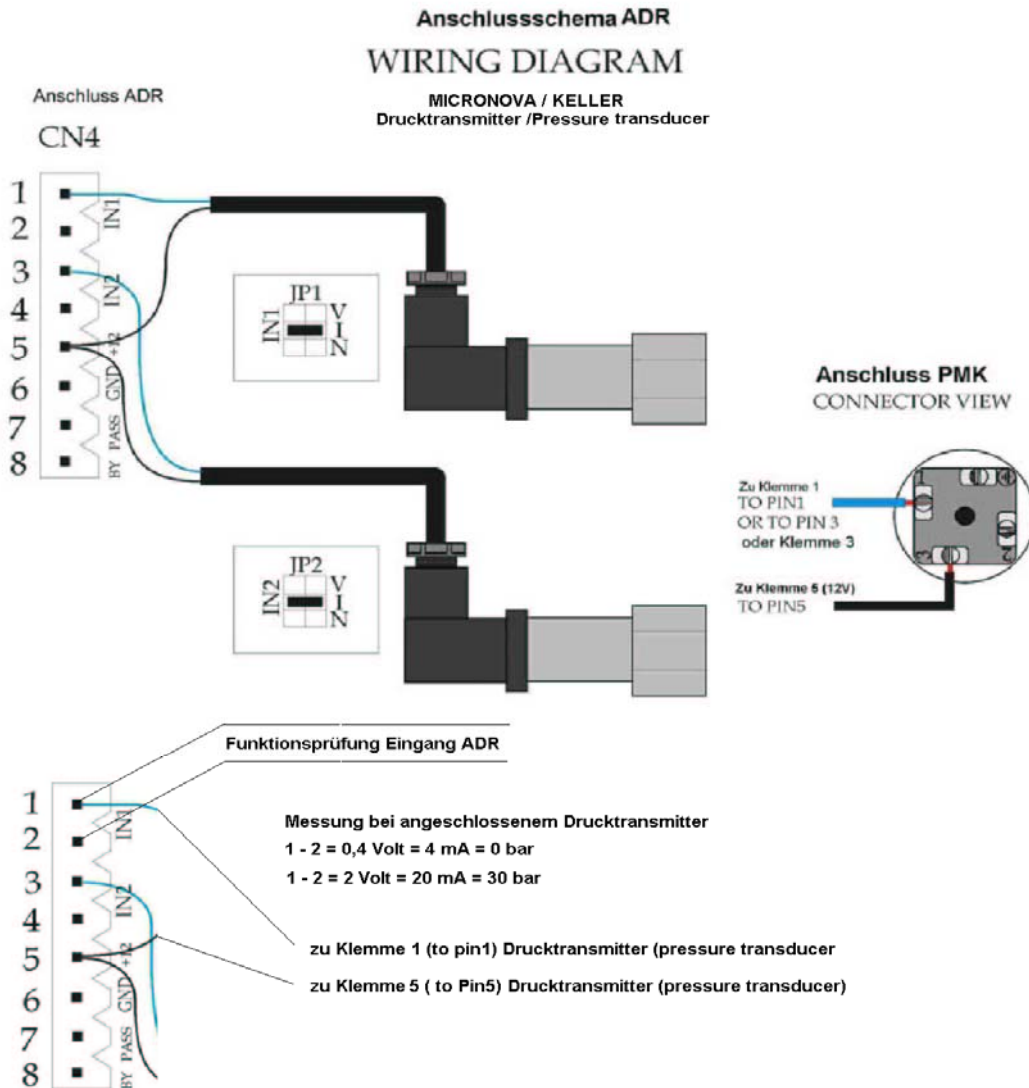 Anschlussschema ADR
WIRING DIAGRAM
MICRONOVA / KELLER
Drucktransmitter /Pressure transducer
Anschluss ADR
CN4
1
2
3
4
5
6
7
8
IN1
IN2
+12
GND
BY PASS
JP1
IN1
V
I
N
JP2
IN2
V
I
N
Anschluss PMK
CONNECTOR VIEW
Zu Klemme 1
TO PIN1
OR TO PIN 3
oder Klemme 3
Zu Klemme 5 (12V)
TO PIN5
1
2
3
Funktionsprüfung Eingang ADR
1
2
3
4
5
6
7
8
IN1
IN2
+12
GND
BY PASS
Messung bei angeschlossenem Drucktransmitter
1 - 2 = 0,4 Volt = 4 mA = 0 bar
1 - 2 = 2 Volt = 20 mA = 30 bar
zu Klemme 1 (to pin1) Drucktransmitter (pressure transducer
zu Klemme 5 ( to Pin5) Drucktransmitter (pressure transducer)